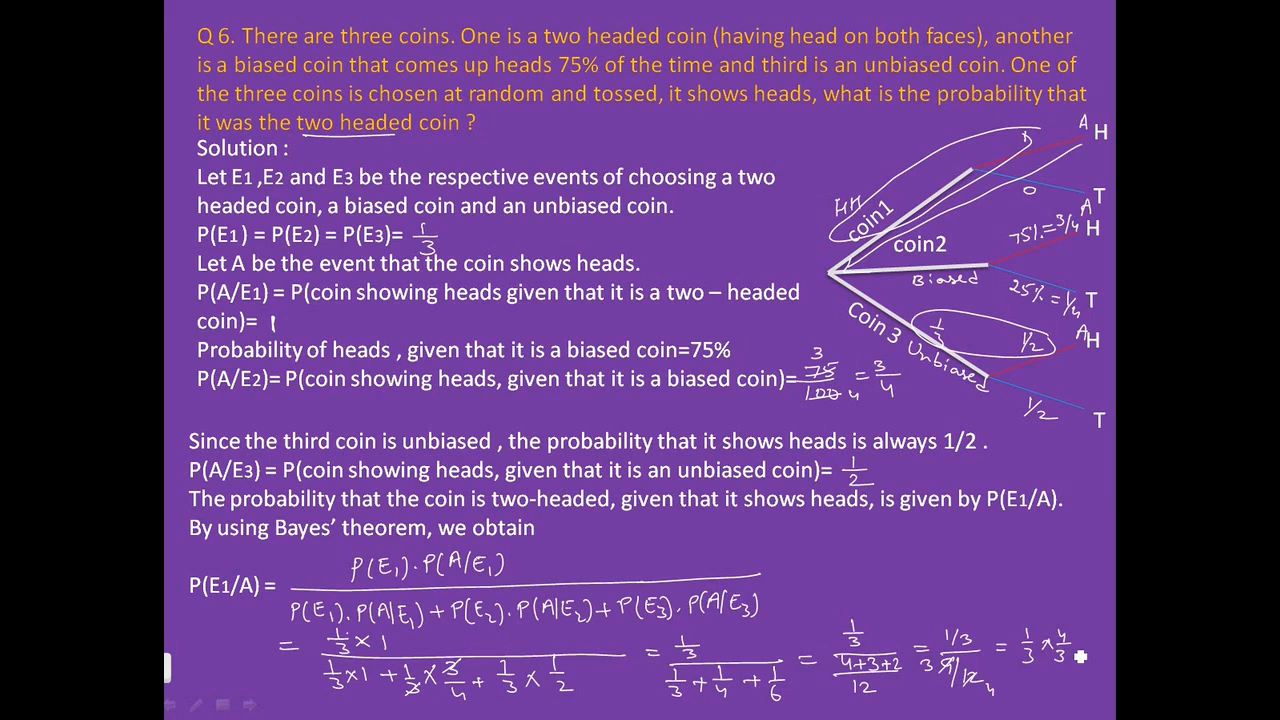 Q 6. There are three coins. One is a two headed coin (having head on both faces), another
is a biased coin that comes up heads 75% of the time and third is an unbiased coin. One of
the three coins is chosen at random and tossed, it shows heads, what is the probability that
it was the two headed coin ?
Solution :
Let E1 ,E2 and E3 be the respective events of choosing a two
headed coin, a biased coin and an unbiased coin.
P(E1 ) = P(E2) = P(E3)= 1/3
Let A be the event that the coin shows heads.
P(A/E1) = P(coin showing heads given that it is a two – headed
coin)= 1
Probability of heads , given that it is a biased coin=75%
P(A/E2)= P(coin showing heads, given that it is a biased coin)= 75/100 3 4 = 3/4
Since the third coin is unbiased , the probability that it shows heads is always 1/2 .
P(A/E3) = P(coin showing heads, given that it is an unbiased coin)= 1/2
The probability that the coin is two-headed, given that it shows heads, is given by P(E1/A).
By using Bayes’ theorem, we obtain
P(E1/A) =
P(E1). P(A/E1)
P(E1). P(A/E1) + P(E2). P(A/E2) + P(E3). P(A/E3)
= 1/3 × 1 = 1/3 = 1/3 = 1/3 = 1/3 × 4/3
1/3 × 1 + 1/3 × 3/4 + 1/3 × 1/2 1/3 + 1/4 + 1/6 4+3+2 3 9/12 4
12
A H
HH coin1 0 T
coin2 75% = 3/4 A H
Biased 25% = 1/4 T
Coin 3 Unbiased 1/3 1/2 A H
1/2 T